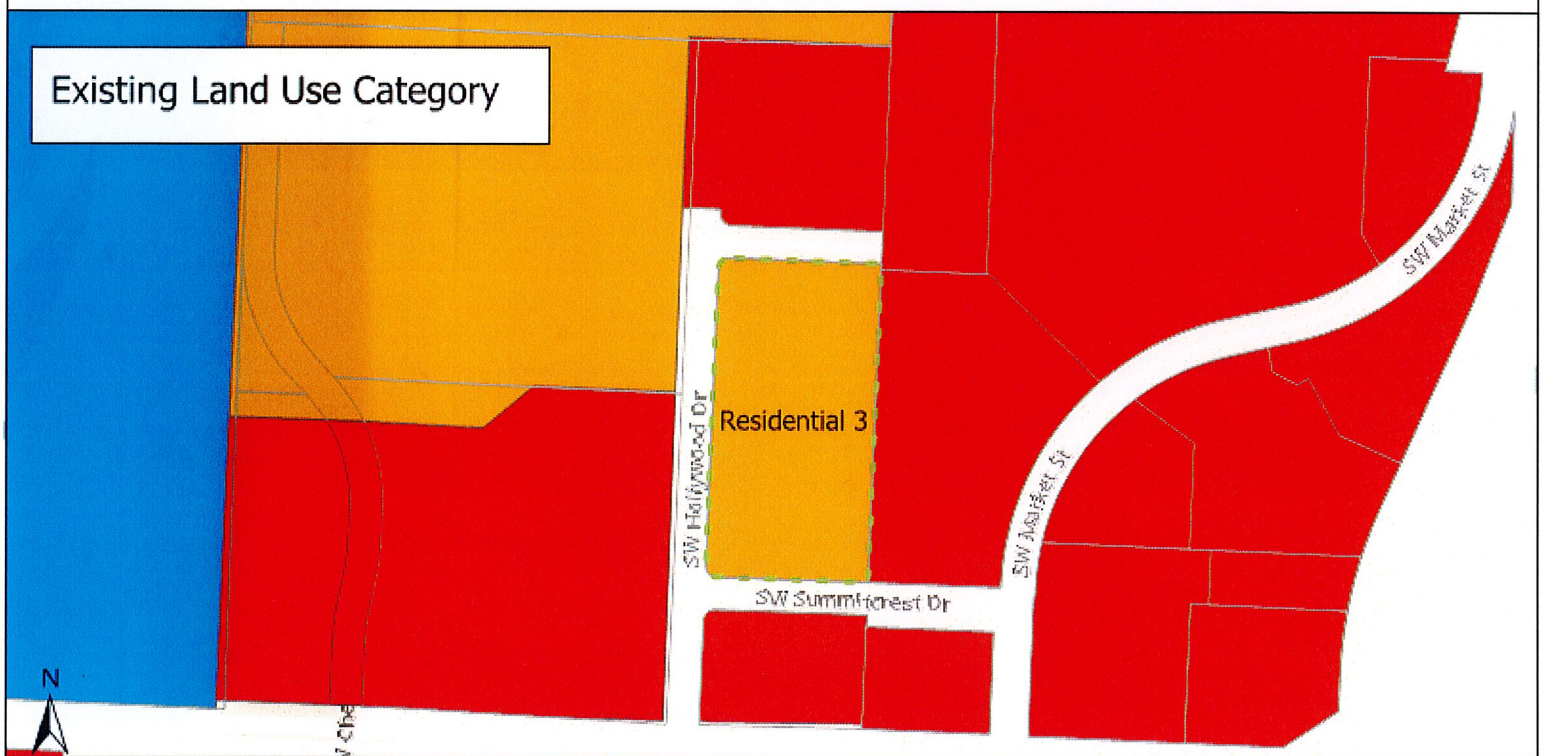 Existing Land Use Category
SW Market St
Residential 3
SW Hollywood Dr
SW Market St
SW Summitcrest Dr
N